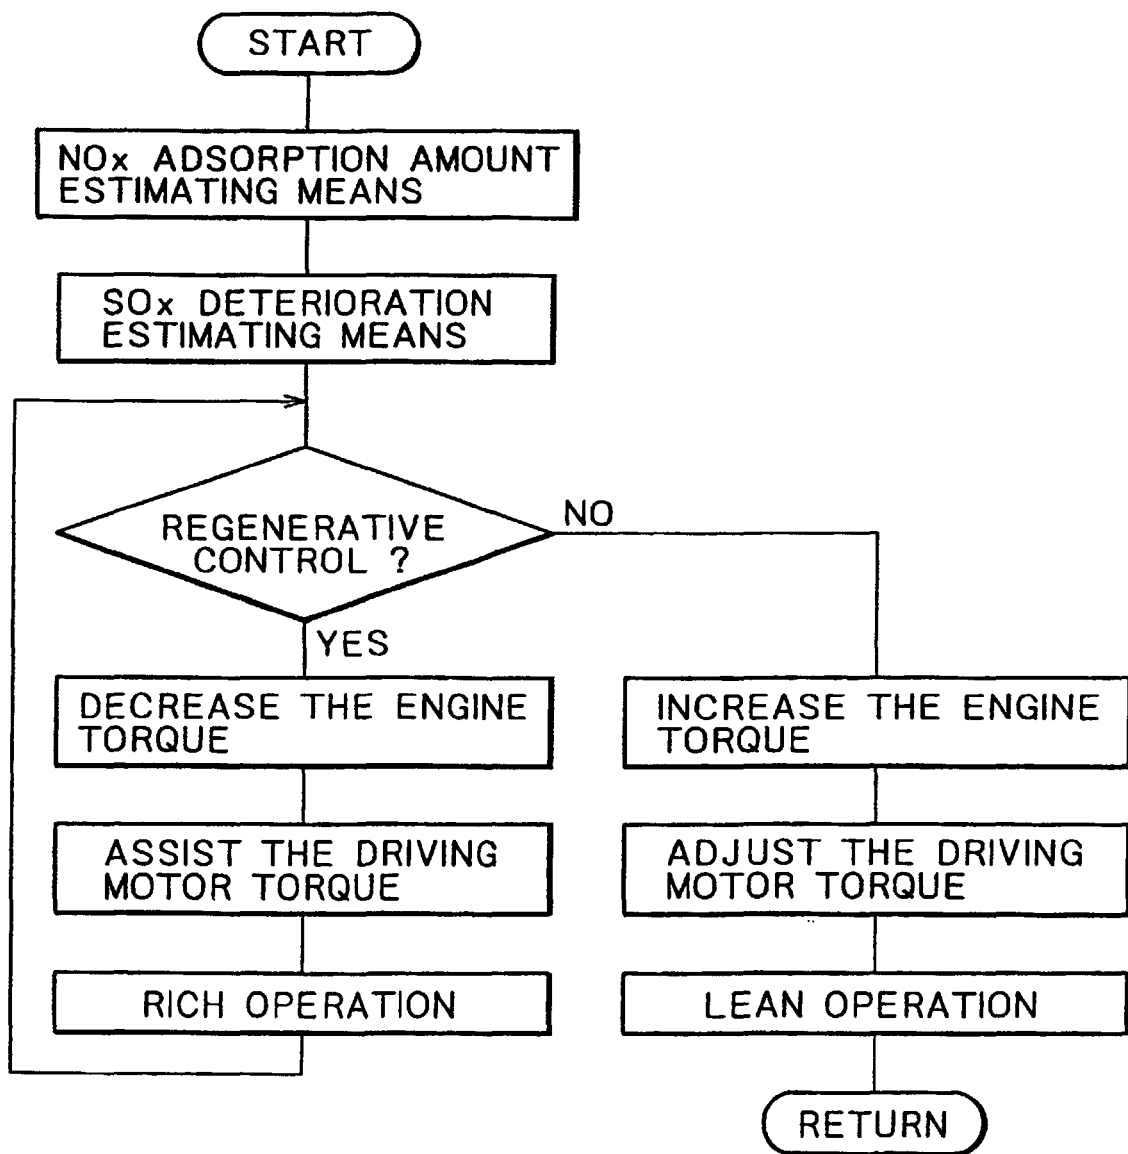 START
NOx ADSORPTION AMOUNT
ESTIMATING MEANS
SOx DETERIORATION
ESTIMATING MEANS
REGENERATIVE
CONTROL ?
NO
YES
DECREASE THE ENGINE
TORQUE
ASSIST THE DRIVING
MOTOR TORQUE
RICH OPERATION
INCREASE THE ENGINE
TORQUE
ADJUST THE DRIVING
MOTOR TORQUE
LEAN OPERATION
RETURN